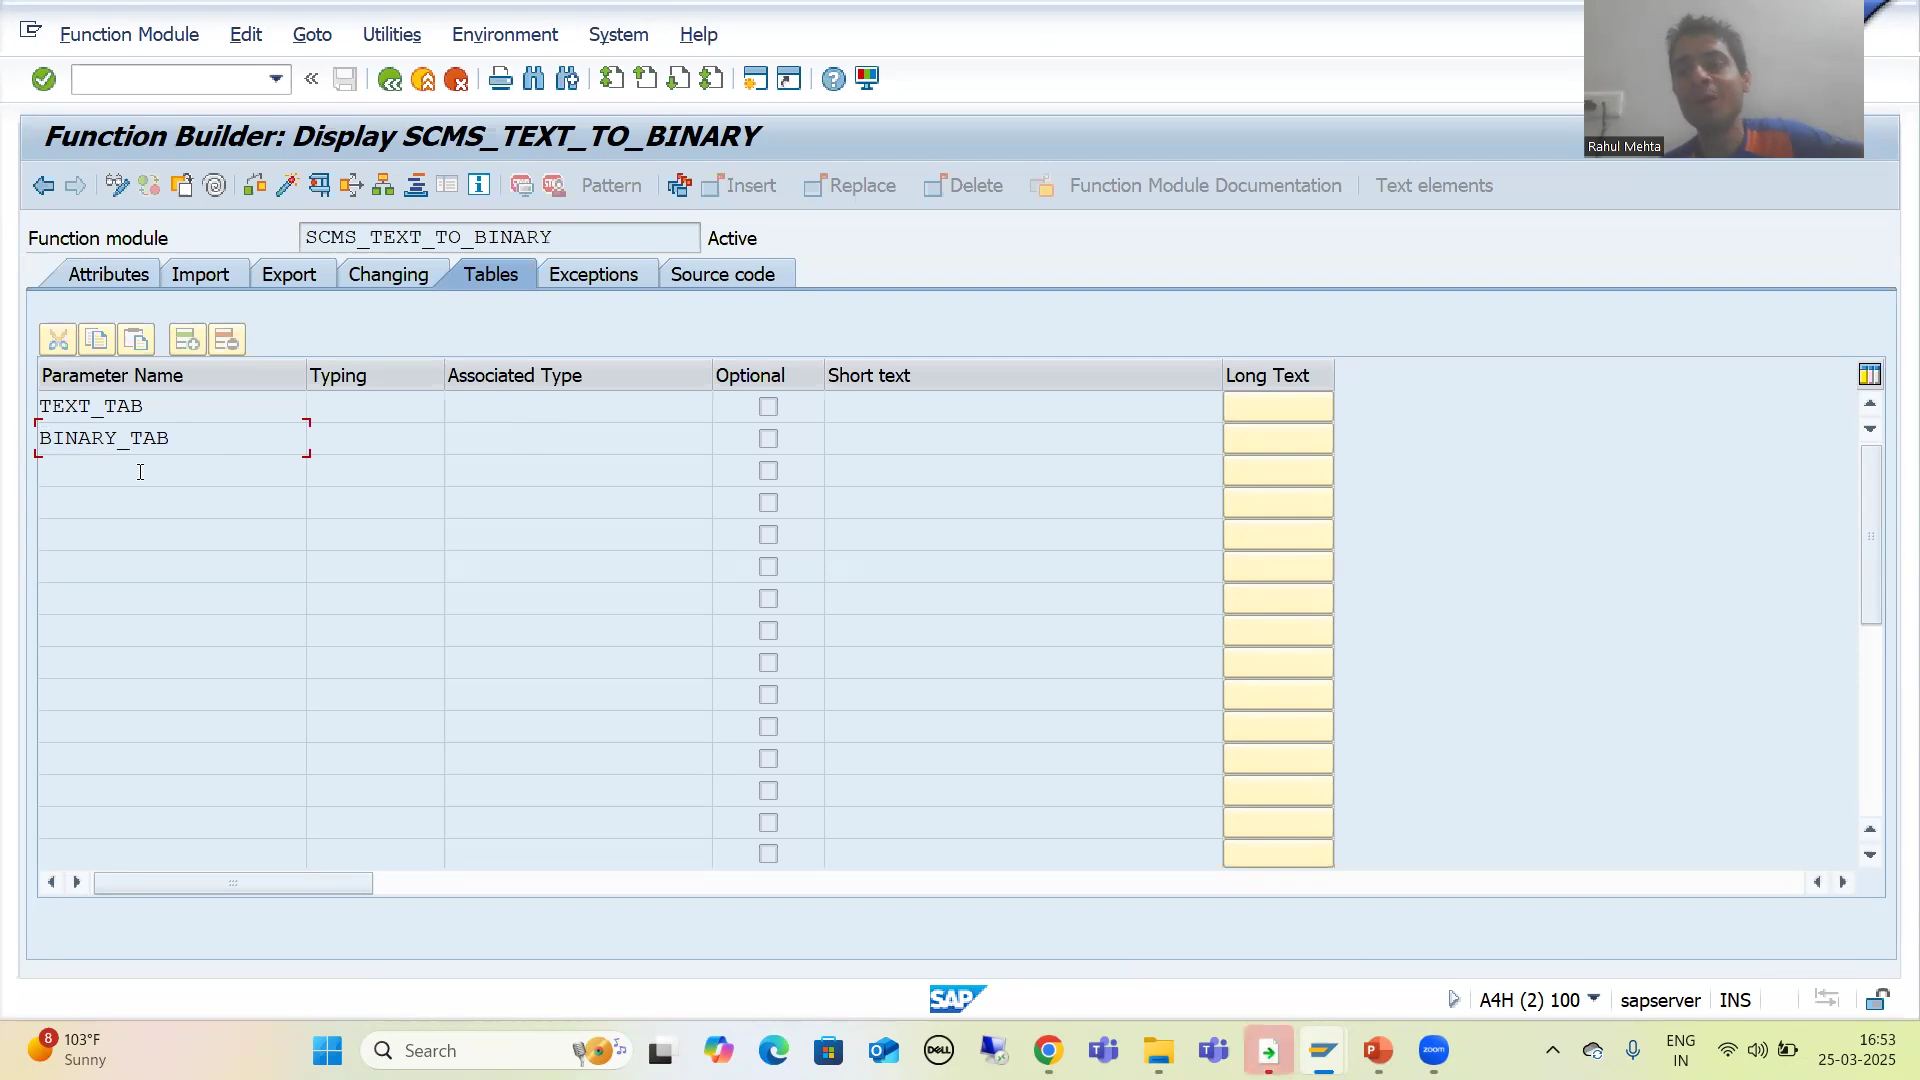 Function Module Edit Goto Utilities Environment System Help
Rahul Mehta
Function Builder: Display SCMS_TEXT_TO_BINARY
Pattern Insert Replace Delete Function Module Documentation Text elements
Function module SCMS_TEXT_TO_BINARY Active
Attributes Import Export Changing Tables Exceptions Source code
Parameter Name Typing Associated Type Optional Short text Long Text
TEXT_TAB
BINARY_TAB
SAP A4H (2) 100 sapserver INS
8 103°F
Sunny
Search
DELL
zoom
ENG
IN
16:53
25-03-2025